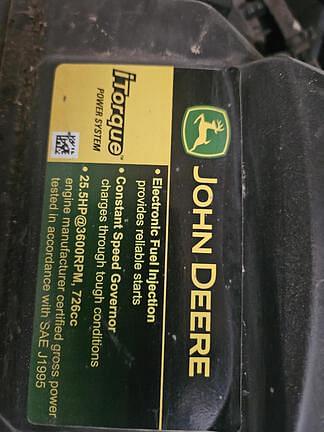 JOHN DEERE
iTorque™
POWER SYSTEM
• Electronic Fuel Injection
provides reliable starts
• Constant Speed Governor
charges through tough conditions
• 25.5HP@3600RPM, 726cc
engine manufacturer certified gross power
tested in accordance with SAE J1995